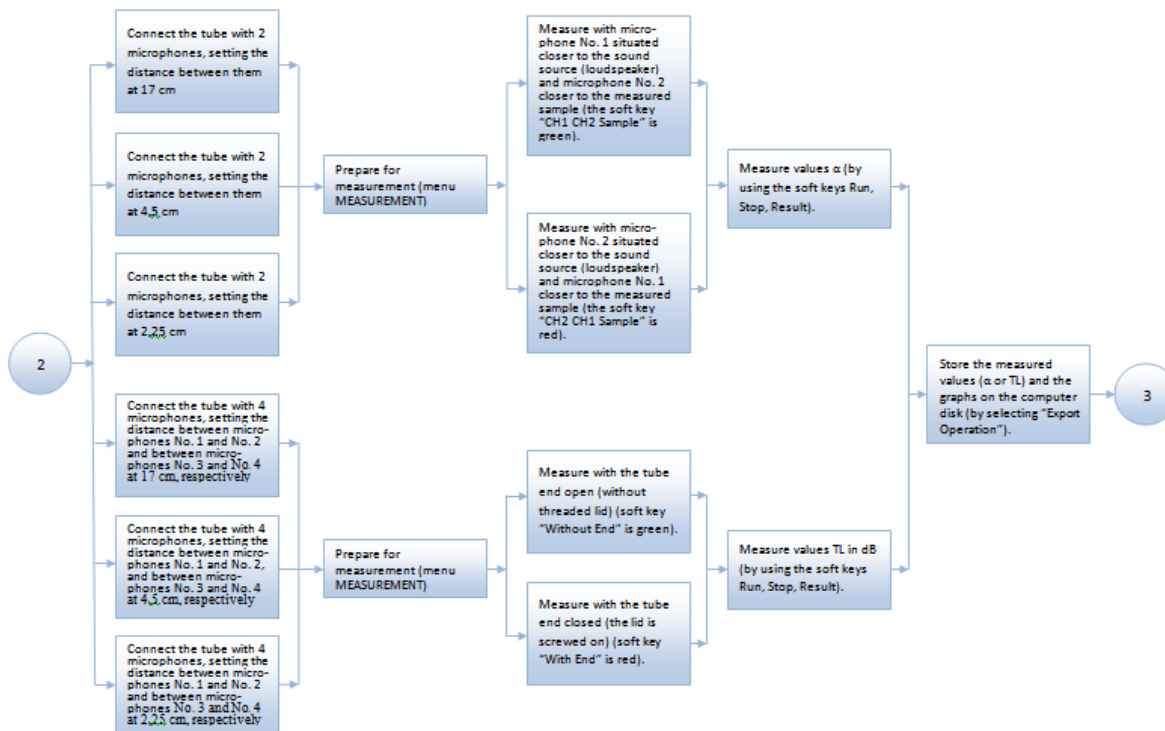 2
Connect the tube with 2
microphones, setting the
distance between them
at 17 cm
Connect the tube with 2
microphones, setting the
distance between them
at 4,5 cm
Connect the tube with 2
microphones, setting the
distance between them
at 2,25 cm
Connect the tube with 4
microphones, setting the
distance between micro-
phones No. 1 and No. 2
and between micro-
phones No. 3 and No. 4
at 17 cm, respectively
Connect the tube with 4
microphones, setting the
distance between micro-
phones No. 1 and No. 2,
and between micro-
phones No. 3 and No. 4
at 4,5 cm, respectively
Connect the tube with 4
microphones, setting the
distance between micro-
phones No. 1 and No. 2
and between micro-
phones No. 3 and No. 4
at 2,25 cm, respectively
Prepare for
measurement (menu
MEASUREMENT)
Prepare for
measurement (menu
MEASUREMENT)
Measure with micro-
phone No. 1 situated
closer to the sound
source (loudspeaker)
and microphone No. 2
closer to the measured
sample (the soft key
"CH1 CH2 Sample" is
green).
Measure with micro-
phone No. 2 situated
closer to the sound
source (loudspeaker)
and microphone No. 1
closer to the measured
sample (the soft key
"CH2 CH1 Sample" is
red).
Measure with the tube
end open (without
threaded lid) (soft key
"Without End" is green).
Measure with the tube
end closed (the lid is
screwed on) (soft key
"With End" is red).
Measure values α (by
using the soft keys Run,
Stop, Result).
Measure values TL in dB
(by using the soft keys
Run, Stop, Result).
Store the measured
values (α or TL) and the
graphs on the computer
disk (by selecting "Export
Operation").
3